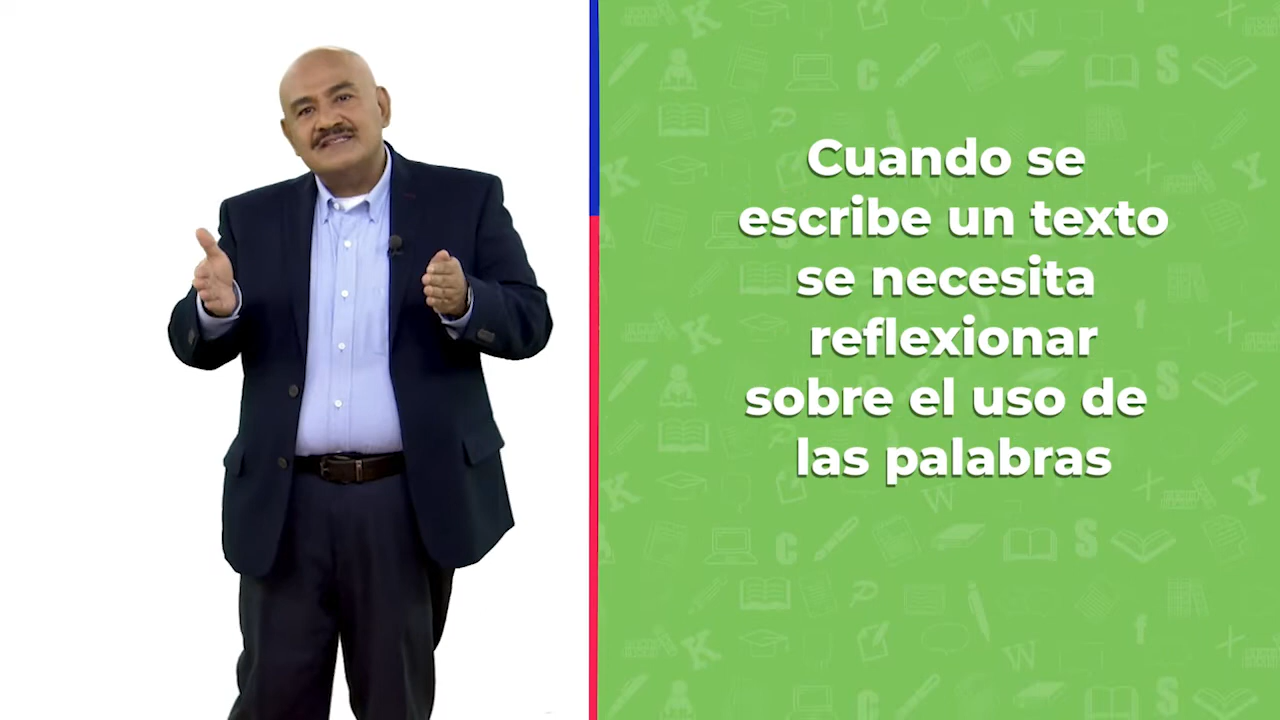 Cuando se
escribe un texto
se necesita
reflexionar
sobre el uso de
las palabras